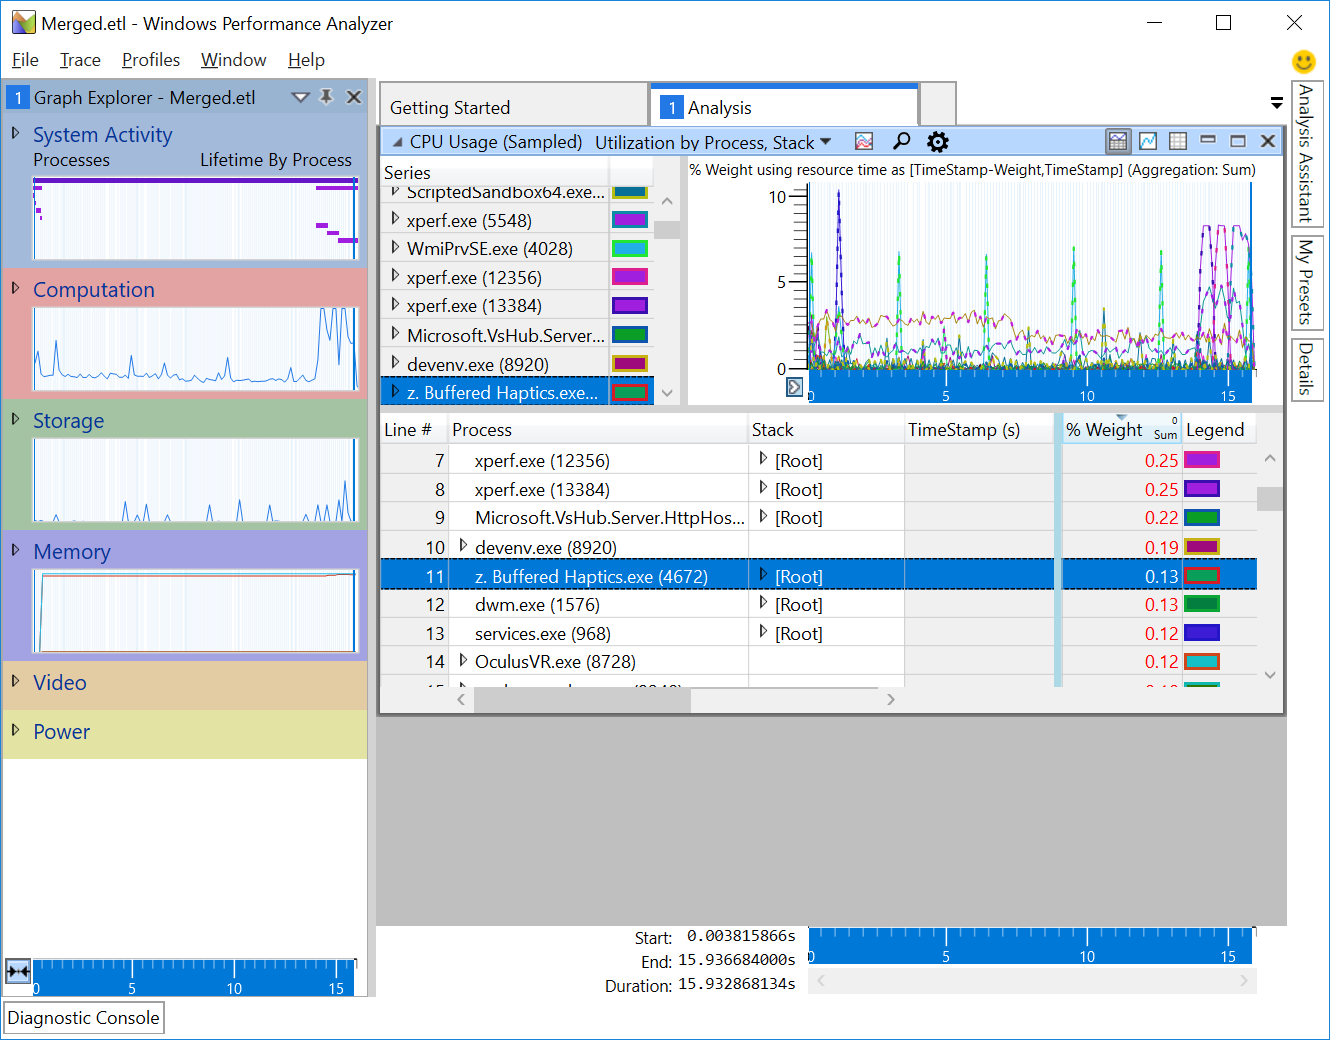 Merged.etl - Windows Performance Analyzer
File Trace Profiles Window Help
1 Graph Explorer - Merged.etl
System Activity
Processes Lifetime By Process
Computation
Storage
Memory
Video
Power
0 5 10 15
Diagnostic Console
Getting Started
1 Analysis
CPU Usage (Sampled) Utilization by Process, Stack
Series
ScriptedSandbox64.exe...
xperf.exe (5548)
WmiPrvSE.exe (4028)
xperf.exe (12356)
xperf.exe (13384)
Microsoft.VsHub.Server...
devenv.exe (8920)
z. Buffered Haptics.exe...
% Weight using resource time as [TimeStamp-Weight,TimeStamp] (Aggregation: Sum)
10
5
0
0 5 10 15
Line # Process Stack TimeStamp (s) % Weight 0 Sum Legend
7 xperf.exe (12356) [Root] 0.25
8 xperf.exe (13384) [Root] 0.25
9 Microsoft.VsHub.Server.HttpHos... [Root] 0.22
10 devenv.exe (8920) 0.19
11 z. Buffered Haptics.exe (4672) [Root] 0.13
12 dwm.exe (1576) [Root] 0.13
13 services.exe (968) [Root] 0.12
14 OculusVR.exe (8728) 0.12
Start: 0.003815866s
End: 15.936684000s
Duration: 15.932868134s
0 5 10 15
Analysis Assistant
My Presets
Details